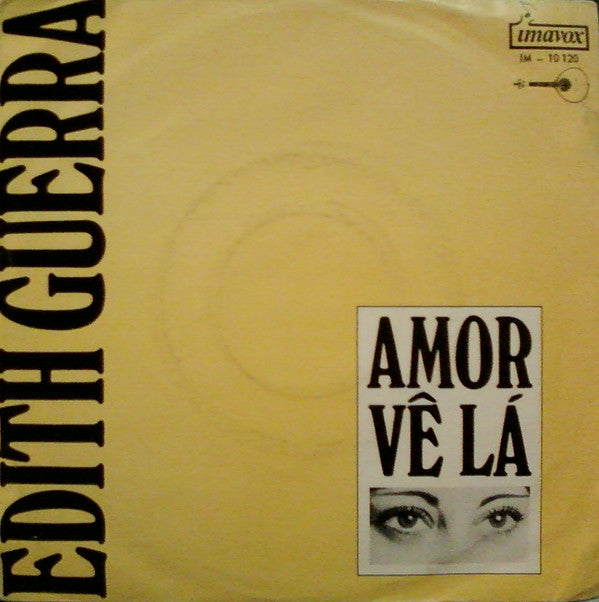 EDITH GUERRA
imavox
IM - 10 120
AMOR
VÊ LÁ